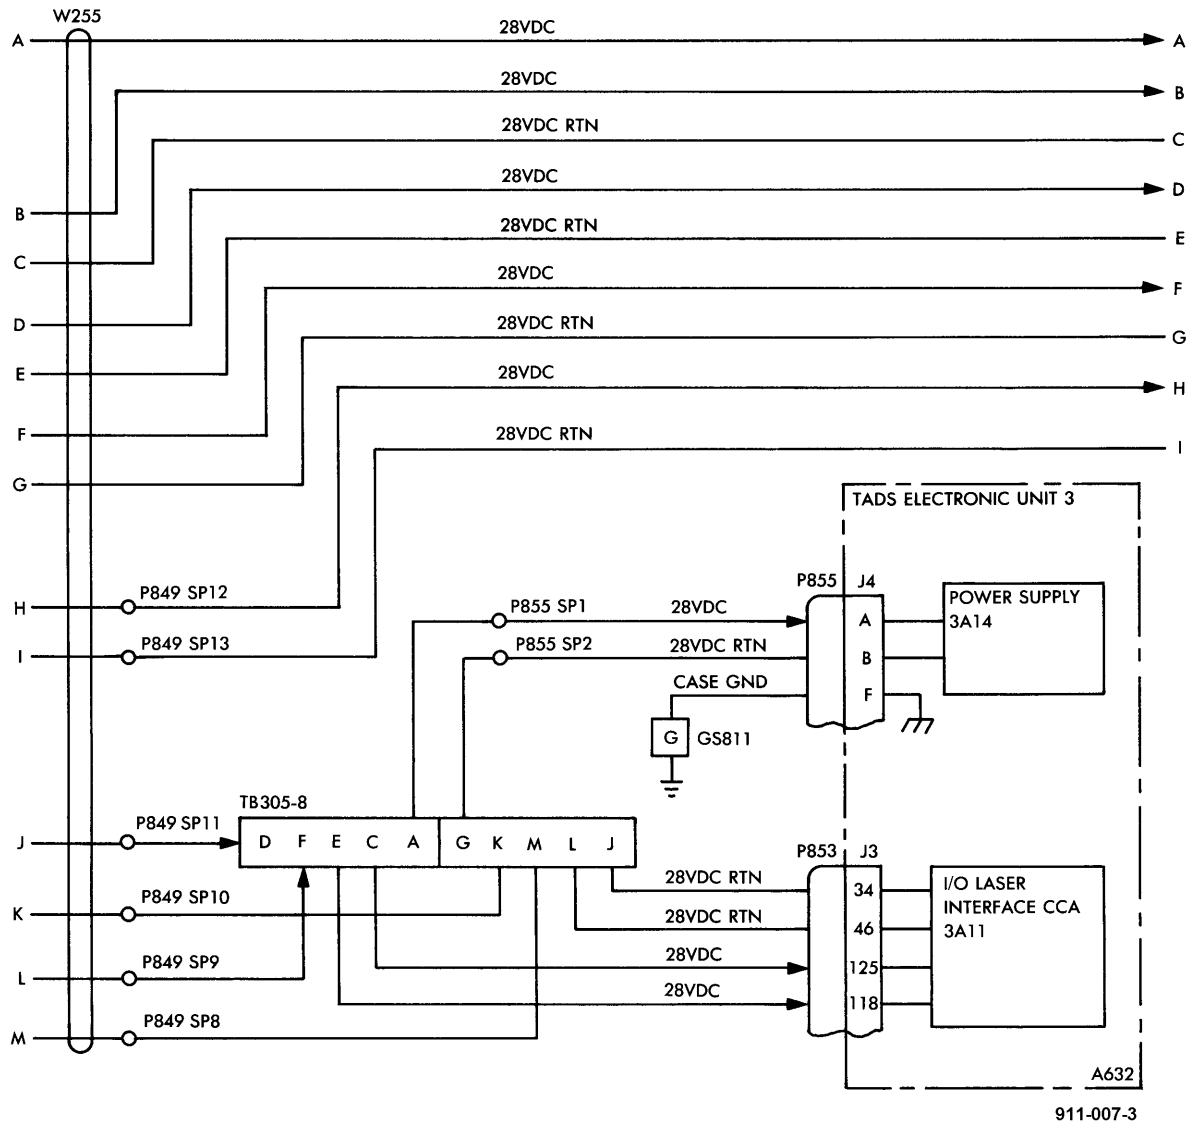 W255
A 28VDC A
28VDC B
28VDC RTN C
28VDC D
B
28VDC RTN E
C
28VDC F
D
28VDC RTN G
E
28VDC H
F
28VDC RTN I
G
TADS ELECTRONIC UNIT 3
H P849 SP12
P855 J4
POWER SUPPLY
3A14
P855 SP1 28VDC A
I P849 SP13
P855 SP2 28VDC RTN B
CASE GND F
G GS811
TB305-8
J P849 SP11 D F E C A G K M L J
P853 J3
I/O LASER
INTERFACE CCA
3A11
28VDC RTN 34
K P849 SP10
28VDC RTN 46
L P849 SP9
28VDC 125
28VDC 118
M P849 SP8
A632
911-007-3